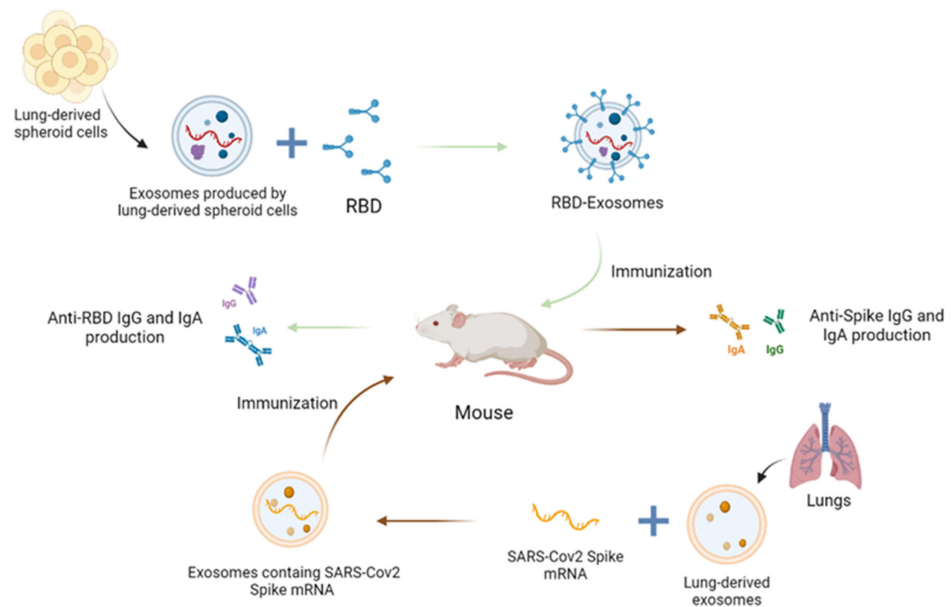 Lung-derived
spheroid cells
Exosomes produced by
lung-derived spheroid cells
RBD
RBD-Exosomes
Immunization
Anti-RBD IgG and IgA
production
IgG
IgA
Anti-Spike IgG and
IgA production
IgA
IgG
Immunization
Mouse
Lungs
Exosomes containg SARS-Cov2
Spike mRNA
SARS-Cov2 Spike
mRNA
Lung-derived
exosomes